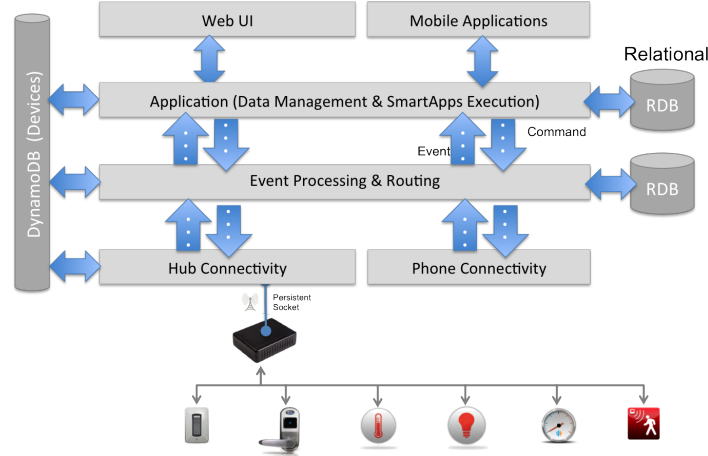 Web UI
Mobile Applications
Relational
DynamoDB (Devices)
Application (Data Management & SmartApps Execution)
RDB
Command
Event
Event Processing & Routing
RDB
Hub Connectivity
Phone Connectivity
Persistent
Socket